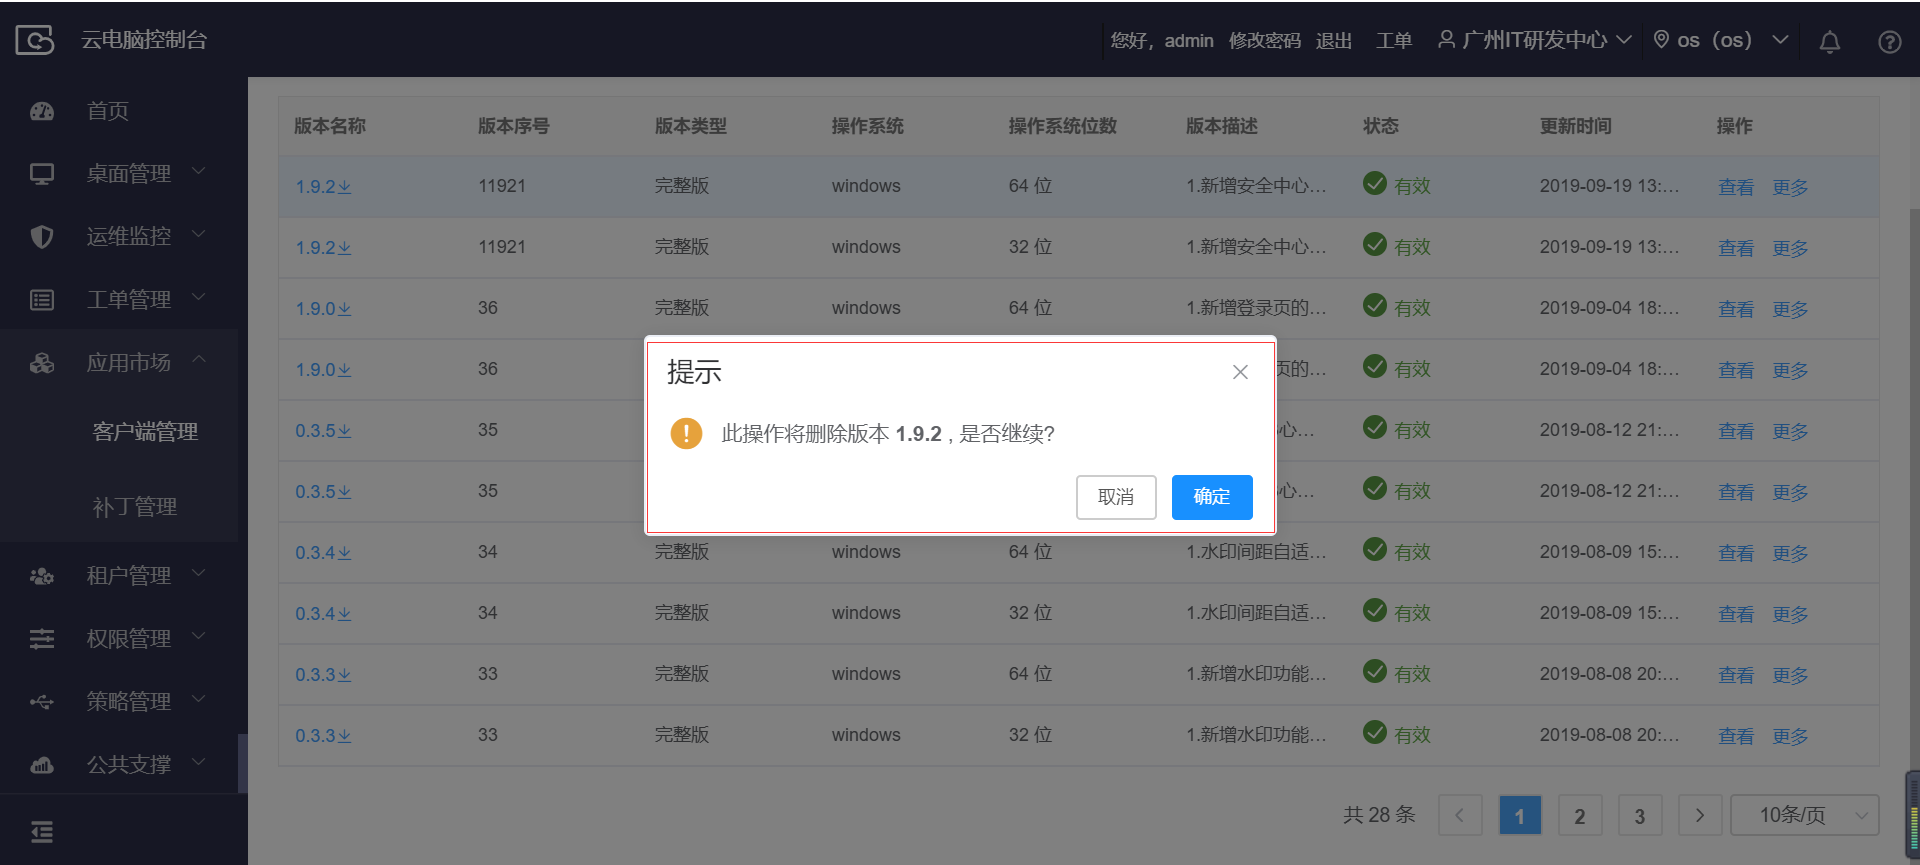 云电脑控制台
您好，admin 修改密码 退出 工单 广州IT研发中心 os（os）
首页
桌面管理
运维监控
工单管理
应用市场
客户端管理
补丁管理
租户管理
权限管理
策略管理
公共支撑
版本名称 版本序号 版本类型 操作系统 操作系统位数 版本描述 状态 更新时间 操作
1.9.2 11921 完整版 windows 64 位 1.新增安全中心... 有效 2019-09-19 13:... 查看 更多
1.9.2 11921 完整版 windows 32 位 1.新增安全中心... 有效 2019-09-19 13:... 查看 更多
1.9.0 36 完整版 windows 64 位 1.新增登录页的... 有效 2019-09-04 18:... 查看 更多
1.9.0 36 页的... 有效 2019-09-04 18:... 查看 更多
0.3.5 35 心... 有效 2019-08-12 21:... 查看 更多
0.3.5 35 心... 有效 2019-08-12 21:... 查看 更多
0.3.4 34 完整版 windows 64 位 1.水印间距自适... 有效 2019-08-09 15:... 查看 更多
0.3.4 34 完整版 windows 32 位 1.水印间距自适... 有效 2019-08-09 15:... 查看 更多
0.3.3 33 完整版 windows 64 位 1.新增水印功能... 有效 2019-08-08 20:... 查看 更多
0.3.3 33 完整版 windows 32 位 1.新增水印功能... 有效 2019-08-08 20:... 查看 更多
提示
此操作将删除版本 1.9.2 , 是否继续?
取消 确定
共 28 条 1 2 3 10条/页